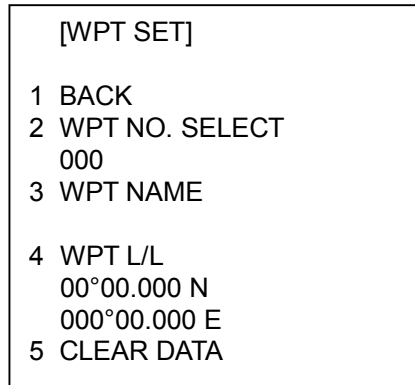 [WPT SET]
1 BACK
2 WPT NO. SELECT
000
3 WPT NAME
4 WPT L/L
00°00.000 N
000°00.000 E
5 CLEAR DATA